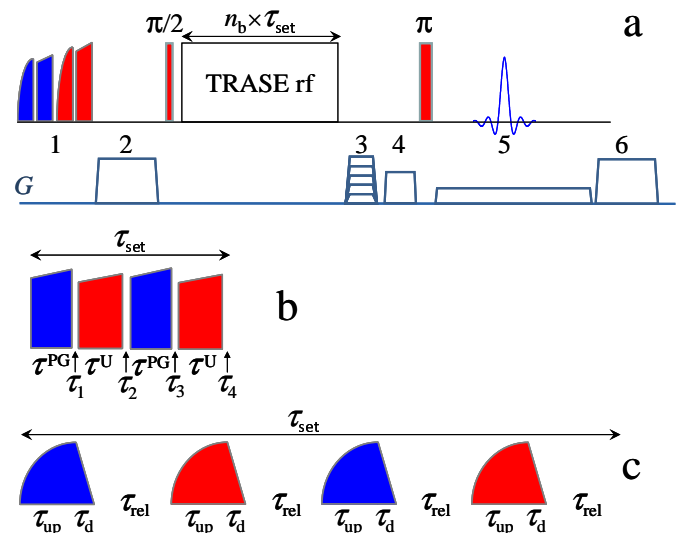 π/2 n_b×τ_set π a
TRASE rf
1 2 3 4 5 6
G
τ_set
b
τ^PG τ_1 τ^U τ_2 τ^PG τ_3 τ^U τ_4
τ_set
c
τ_up τ_d τ_rel τ_up τ_d τ_rel τ_up τ_d τ_rel τ_up τ_d τ_rel